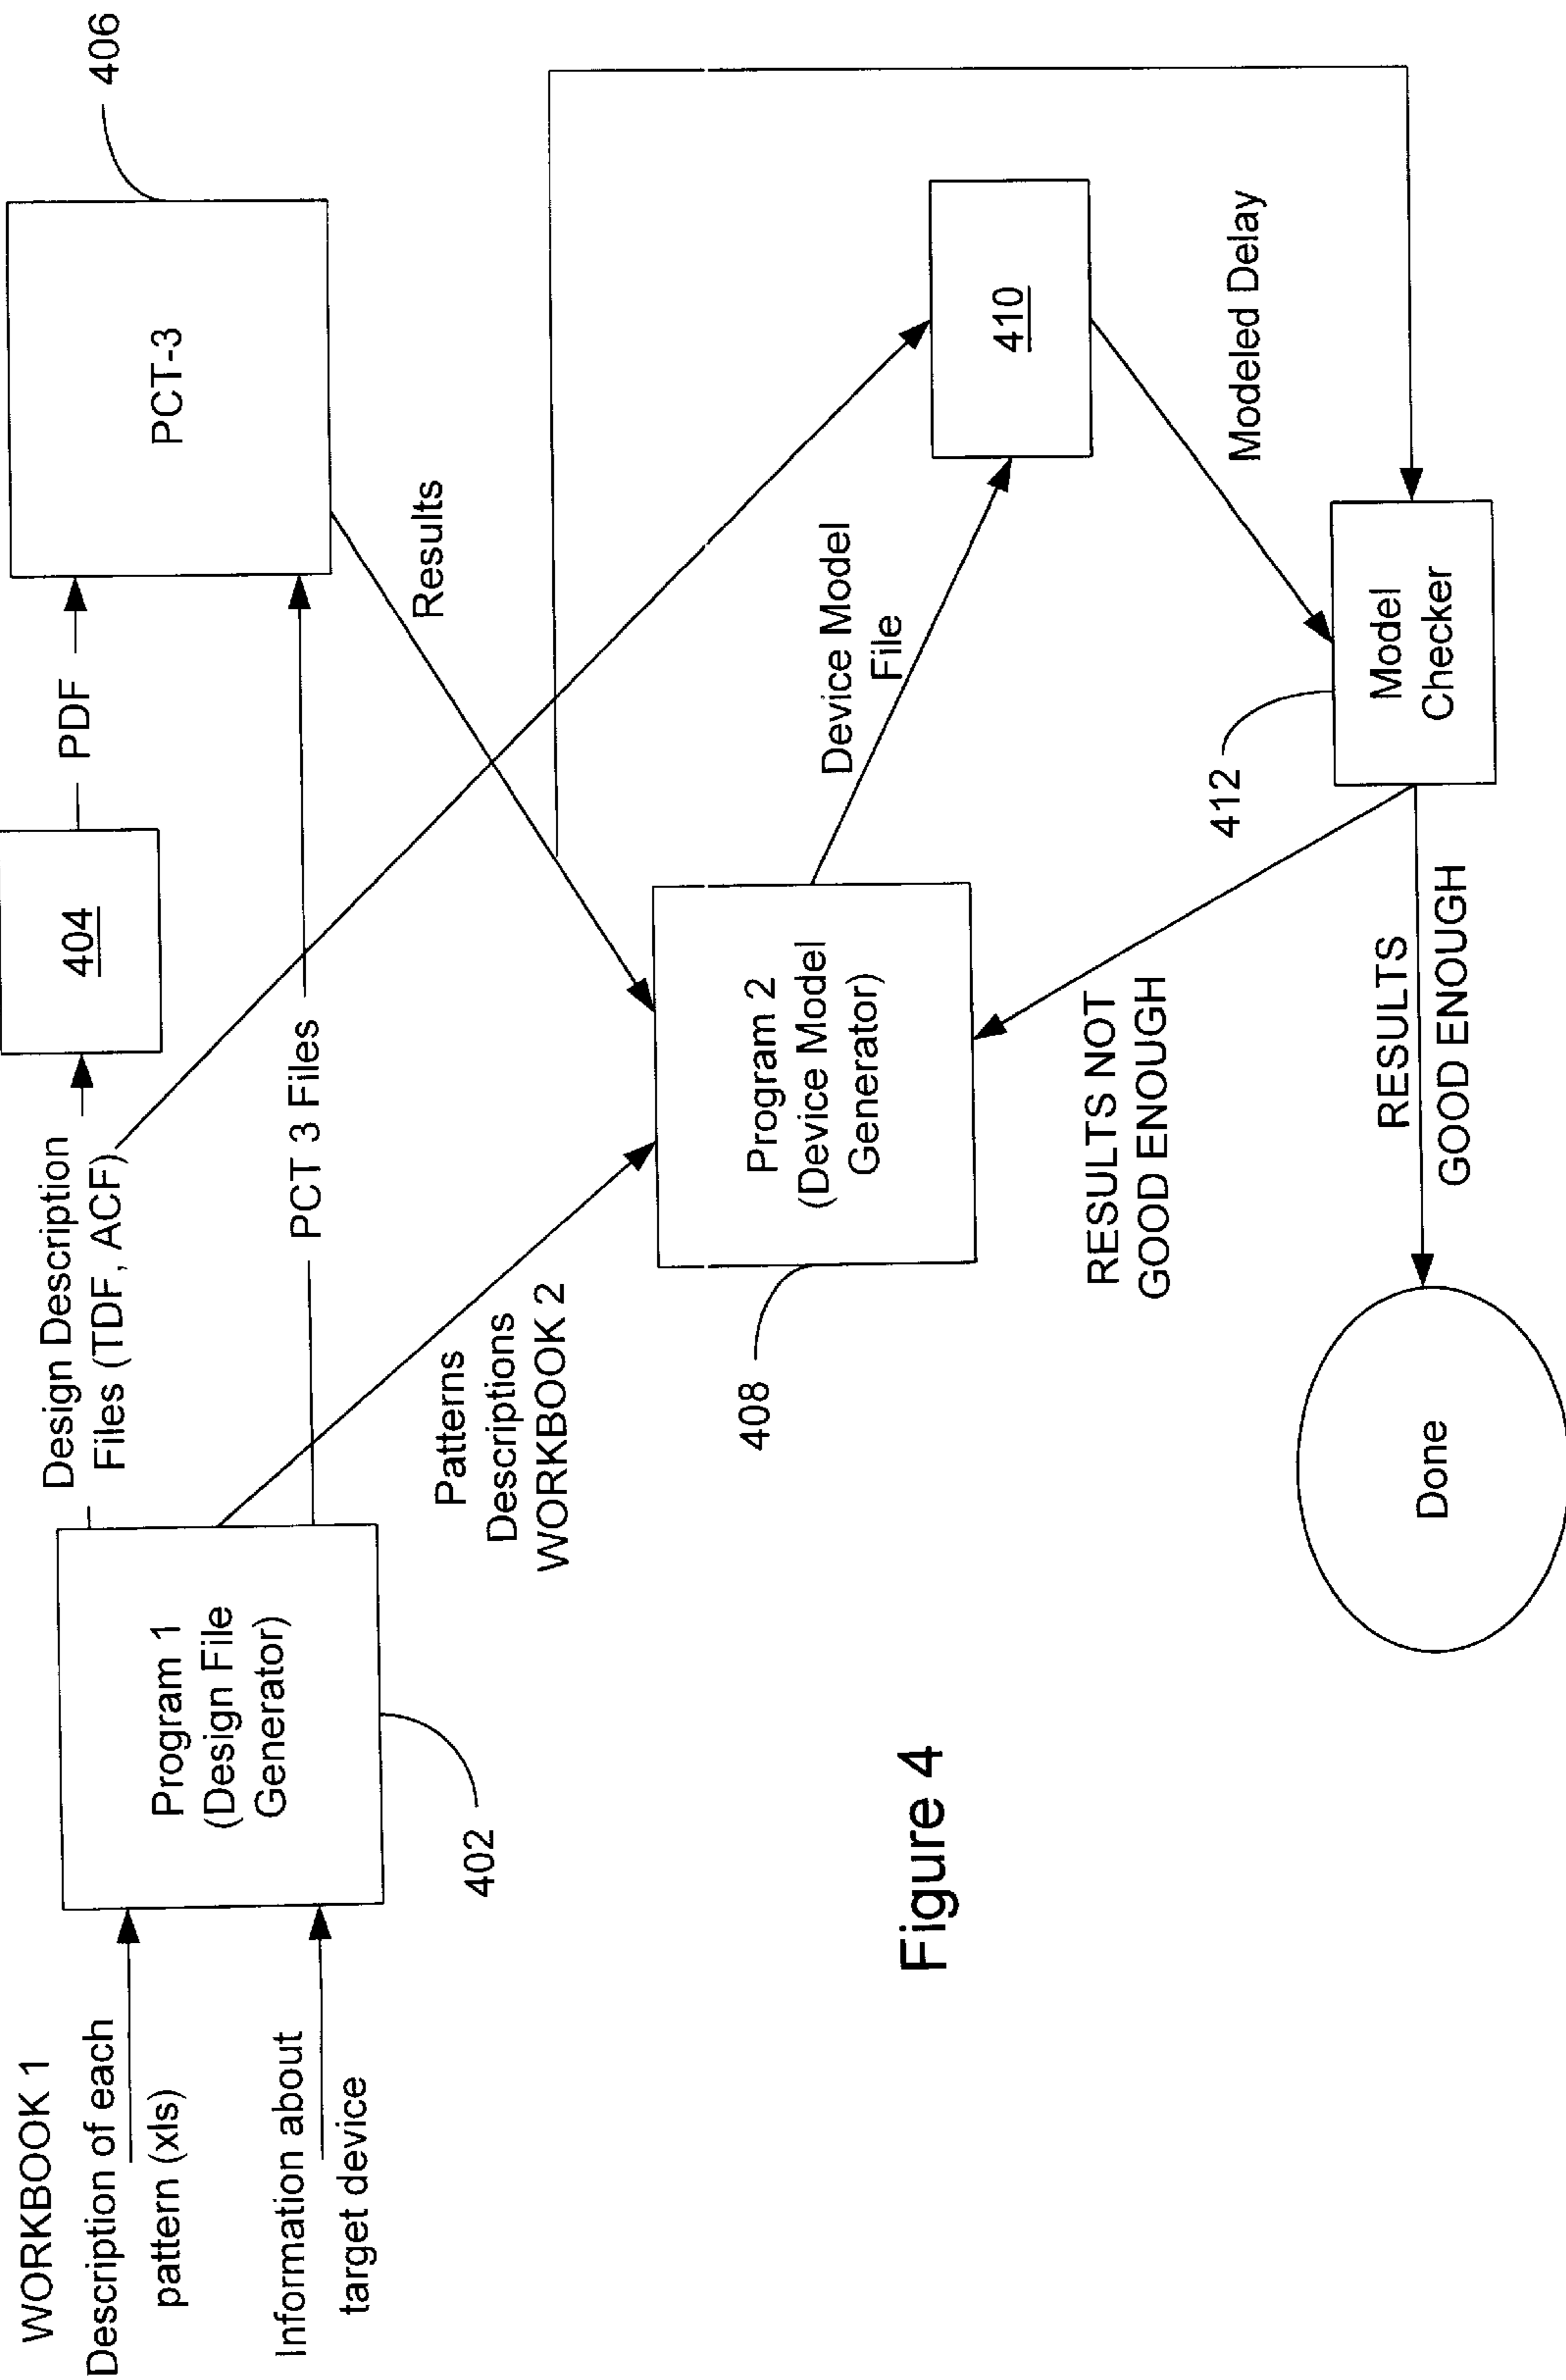 WORKBOOK 1
Description of each
pattern (xls)
Information about
target device
Program 1
(Design File
Generator)
402
Design Description
Files (TDF, ACF)
404
PDF
PCT-3
406
PCT 3 Files
Results
Patterns
Descriptions
WORKBOOK 2
Program 2
(Device Model
Generator)
408
Device Model
File
410
Modeled Delay
Model
Checker
412
RESULTS NOT
GOOD ENOUGH
RESULTS
GOOD ENOUGH
Done
Figure 4